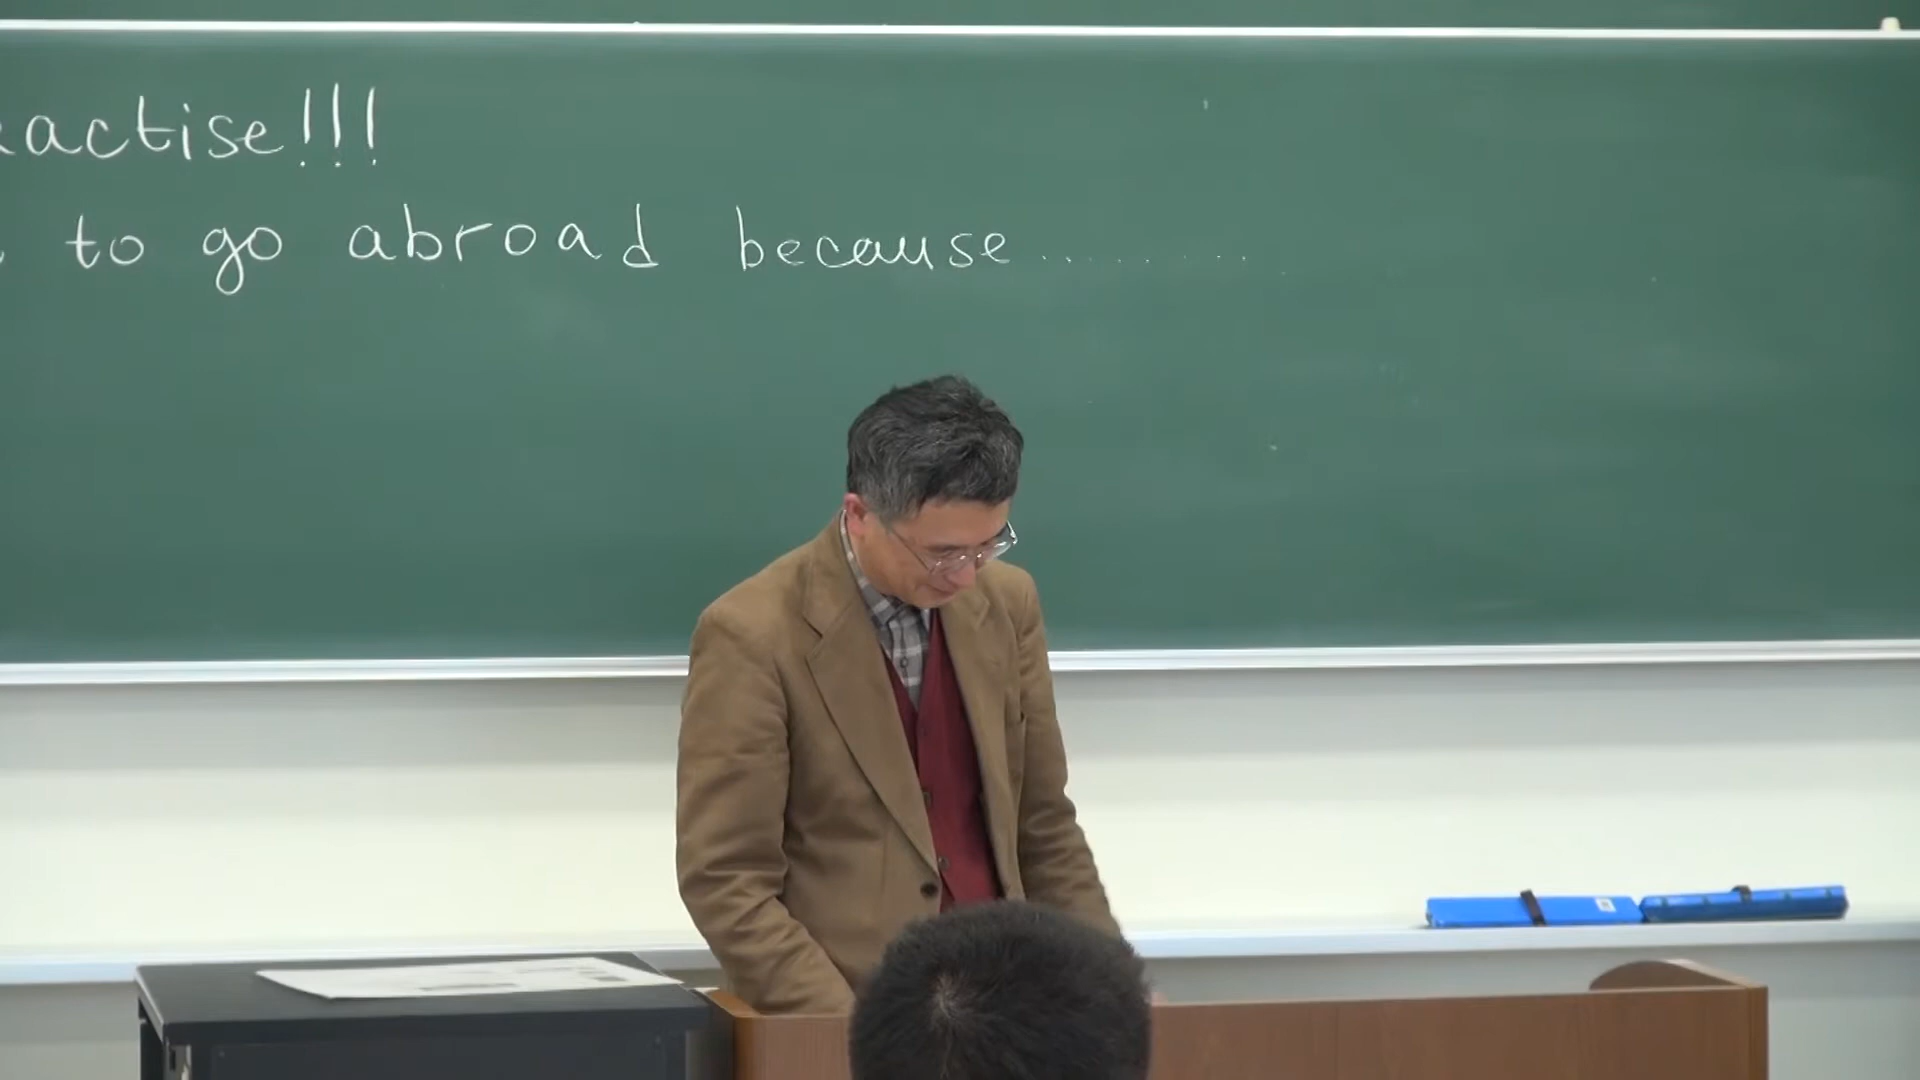 actise!!!
to go abroad because.........